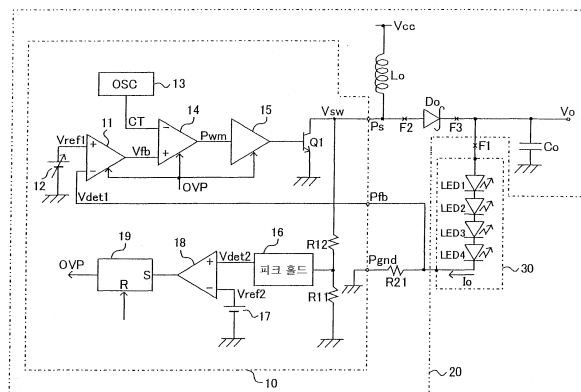 Vcc
Lo
OSC
13
Vsw
Do
Vo
Ps
F2
F3
11
14
15
CT
Vref1
+
-
Vfb
-
+
Pwm
Q1
12
OVP
Vdet1
Pfb
F1
Co
LED1
LED2
LED3
LED4
30
Io
R12
Pgnd
R21
R11
19
18
16
OVP
S
R
+
-
Vdet2
피크 홀드
Vref2
17
10
20